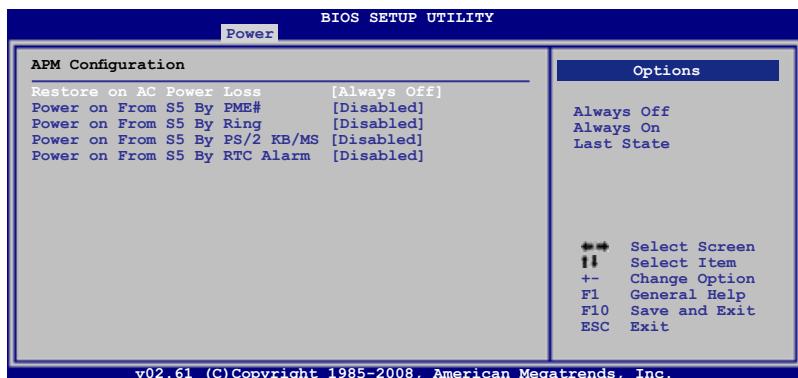 BIOS SETUP UTILITY
Power
APM Configuration
Restore on AC Power Loss [Always Off]
Power on From S5 By PME# [Disabled]
Power on From S5 By Ring [Disabled]
Power on From S5 By PS/2 KB/MS [Disabled]
Power on From S5 By RTC Alarm [Disabled]
Options
Always Off
Always On
Last State
←→ Select Screen
↑↓ Select Item
+- Change Option
F1 General Help
F10 Save and Exit
ESC Exit
v02.61 (C)Copyright 1985-2008, American Megatrends, Inc.